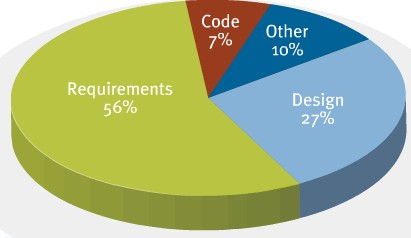 Code
7%
Other
10%
Requirements
56%
Design
27%